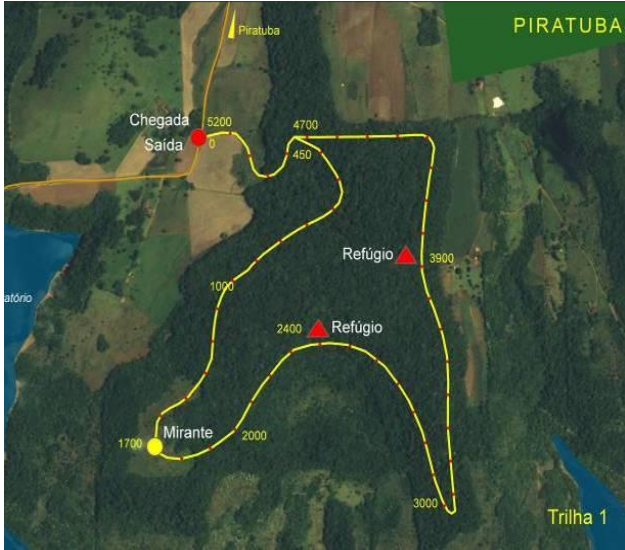 PIRATUBA
Piratuba
Chegada
5200
Saída
0
4700
450
Refúgio
3900
1000
atório
2400
Refúgio
Mirante
1700
2000
3000
Trilha 1